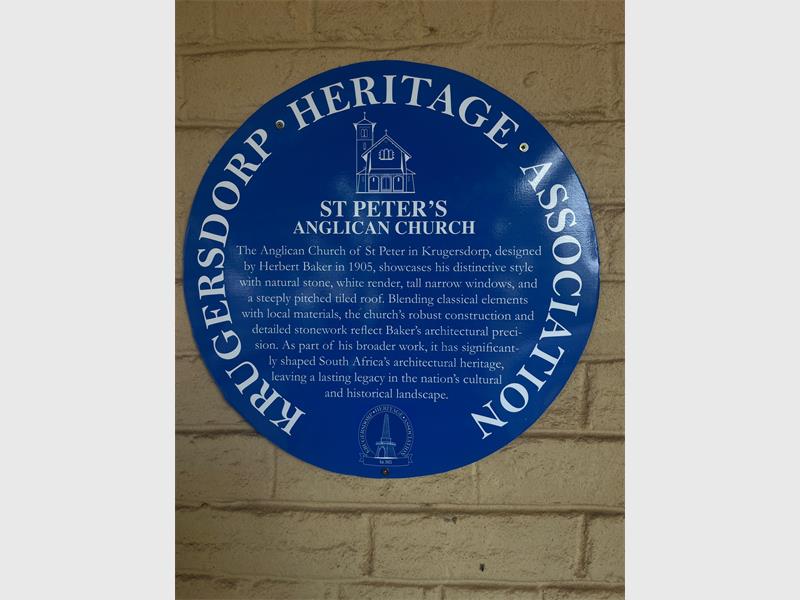 KRUGERSDORP · HERITAGE · ASSOCIATION
ST PETER'S
ANGLICAN CHURCH
The Anglican Church of St Peter in Krugersdorp, designed
by Herbert Baker in 1905, showcases his distinctive style
with natural stone, white render, tall narrow windows, and
a steeply pitched tiled roof. Blending classical elements
with local materials, the church's robust construction and
detailed stonework reflect Baker's architectural preci-
sion. As part of his broader work, it has significant-
ly shaped South Africa's architectural heritage,
leaving a lasting legacy in the nation's cultural
and historical landscape.
KRUGERSDORP·HERITAGE·ASSOCIATION